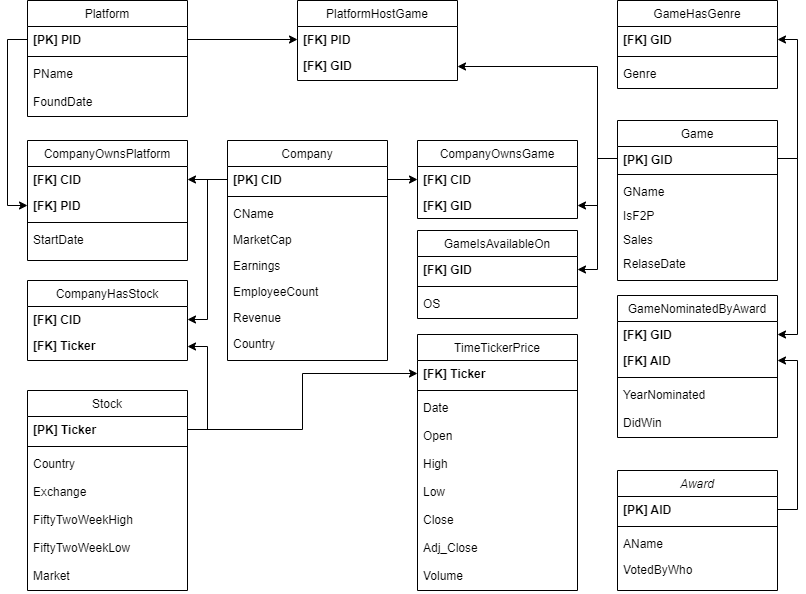 Platform
[PK] PID
PName
FoundDate
PlatformHostGame
[FK] PID
[FK] GID
GameHasGenre
[FK] GID
Genre
CompanyOwnsPlatform
[FK] CID
[FK] PID
StartDate
Company
[PK] CID
CName
MarketCap
Earnings
EmployeeCount
Revenue
Country
CompanyOwnsGame
[FK] CID
[FK] GID
Game
[PK] GID
GName
IsF2P
Sales
RelaseDate
GameIsAvailableOn
[FK] GID
OS
CompanyHasStock
[FK] CID
[FK] Ticker
GameNominatedByAward
[FK] GID
[FK] AID
YearNominated
DidWin
TimeTickerPrice
[FK] Ticker
Date
Open
High
Low
Close
Adj_Close
Volume
Stock
[PK] Ticker
Country
Exchange
FiftyTwoWeekHigh
FiftyTwoWeekLow
Market
Award
[PK] AID
AName
VotedByWho